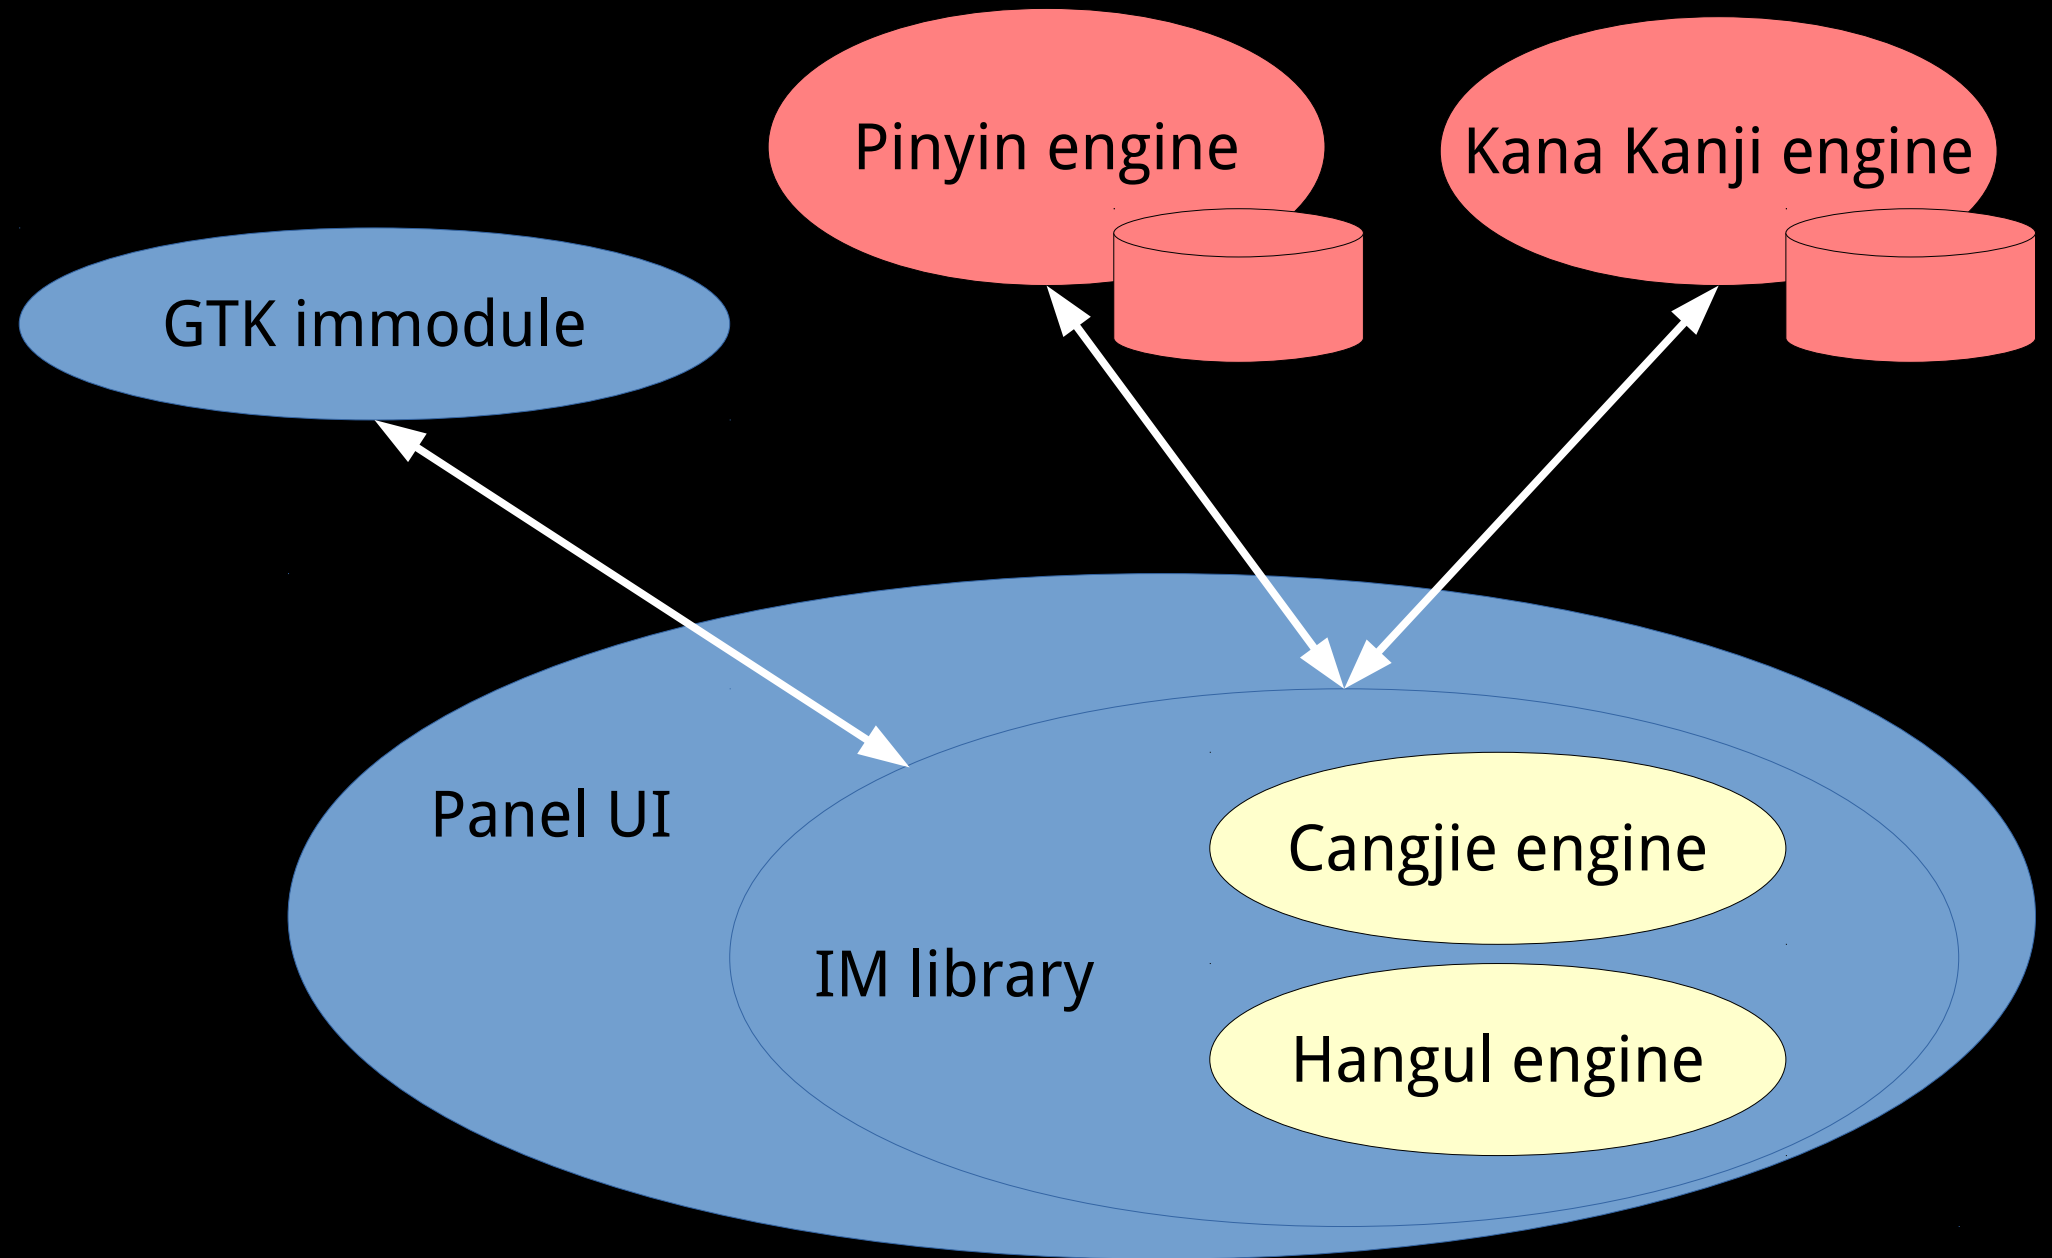 Pinyin engine
Kana Kanji engine
GTK immodule
Panel UI
Cangjie engine
IM library
Hangul engine